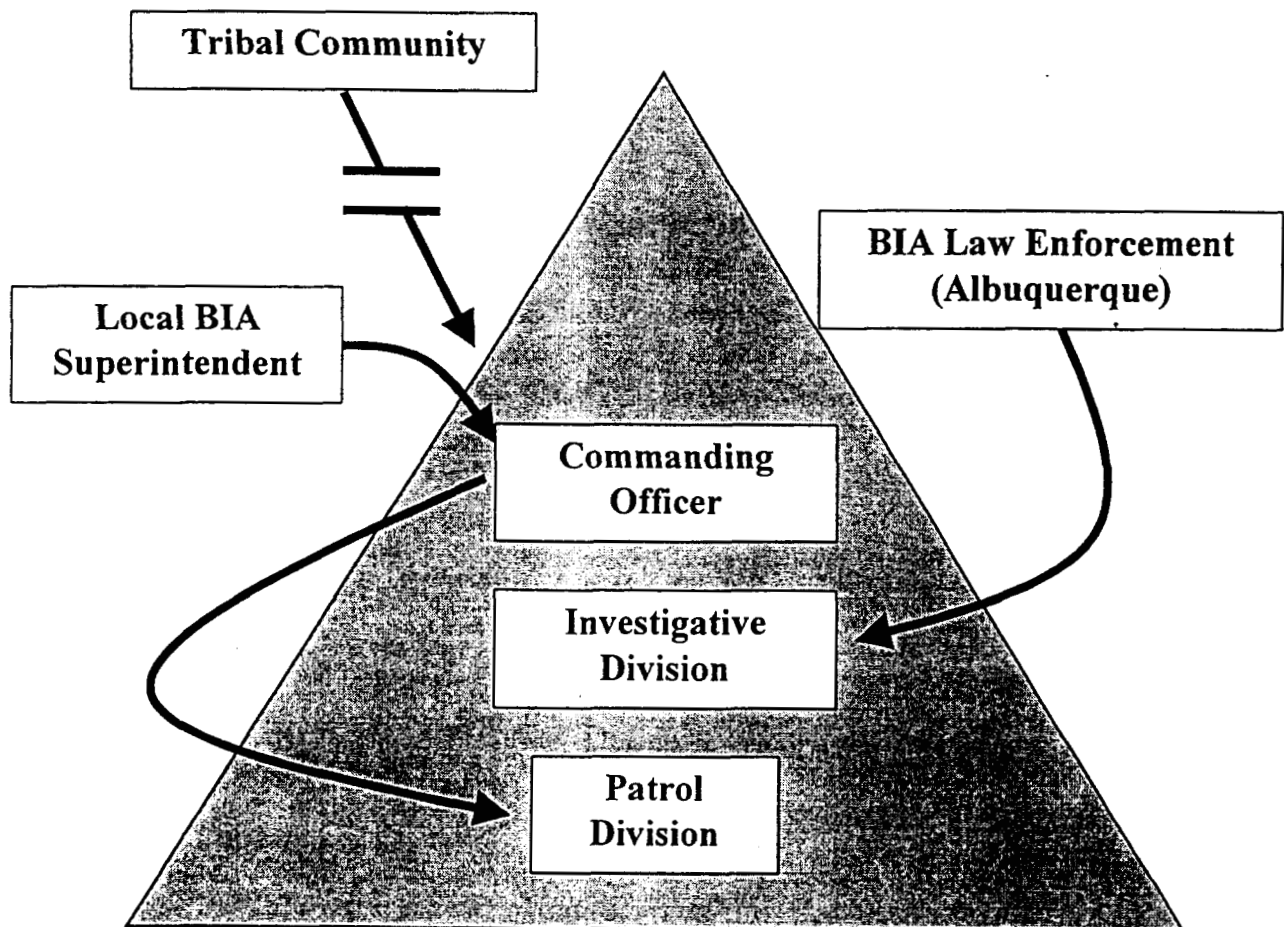 Tribal Community
BIA Law Enforcement
(Albuquerque)
Local BIA
Superintendent
Commanding
Officer
Investigative
Division
Patrol
Division